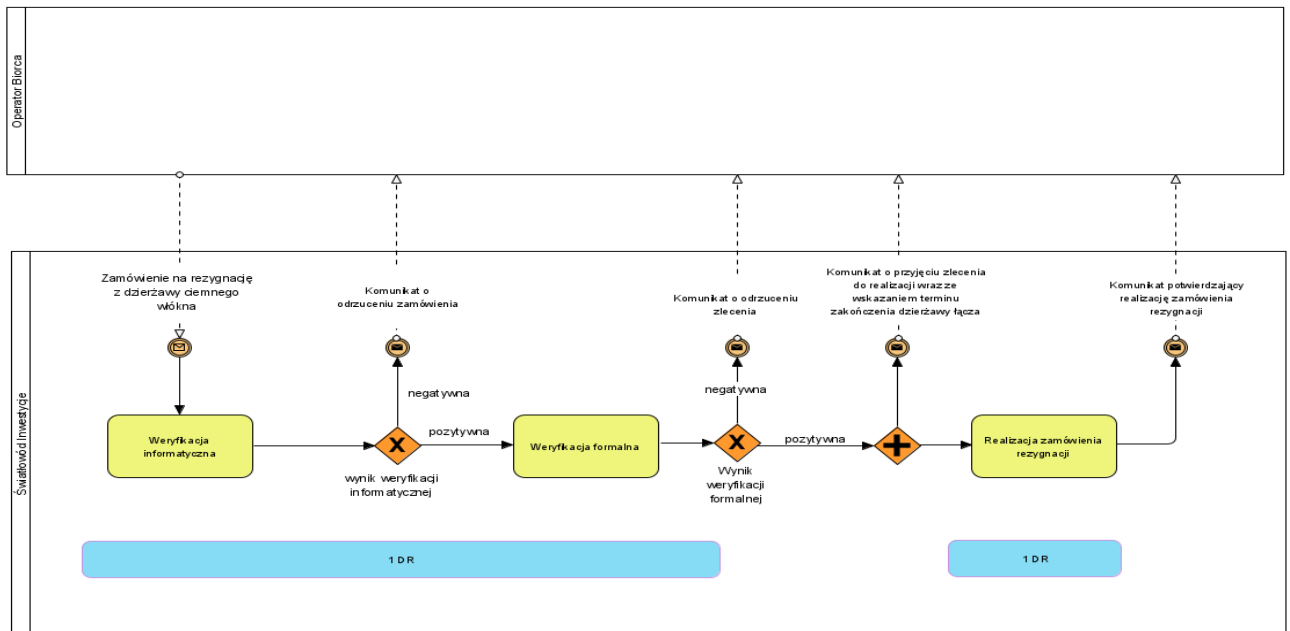 Operator Biorca
Zamówienie na rezygnację
z dzierżawy ciemnego
włókna
Komunikat o
odrzuceniu zamówienia
Komunikat o odrzuceniu
zlecenia
Komunikat o przyjęciu zlecenia
do realizacji wraz ze
wskazaniem terminu
zakończenia dzierżawy łącza
Komunikat potwierdzający
realizację zamówienia
rezygnacji
Światłowód Inwestycje
negatywna
negatywna
Weryfikacja
informatyczna
X
pozytywna
Weryfikacja formalna
X
pozytywna
Realizacja zamówienia
rezygnacji
wynik weryfikacji
informatycznej
Wynik
weryfikacji
formalnej
1 DR
1 DR